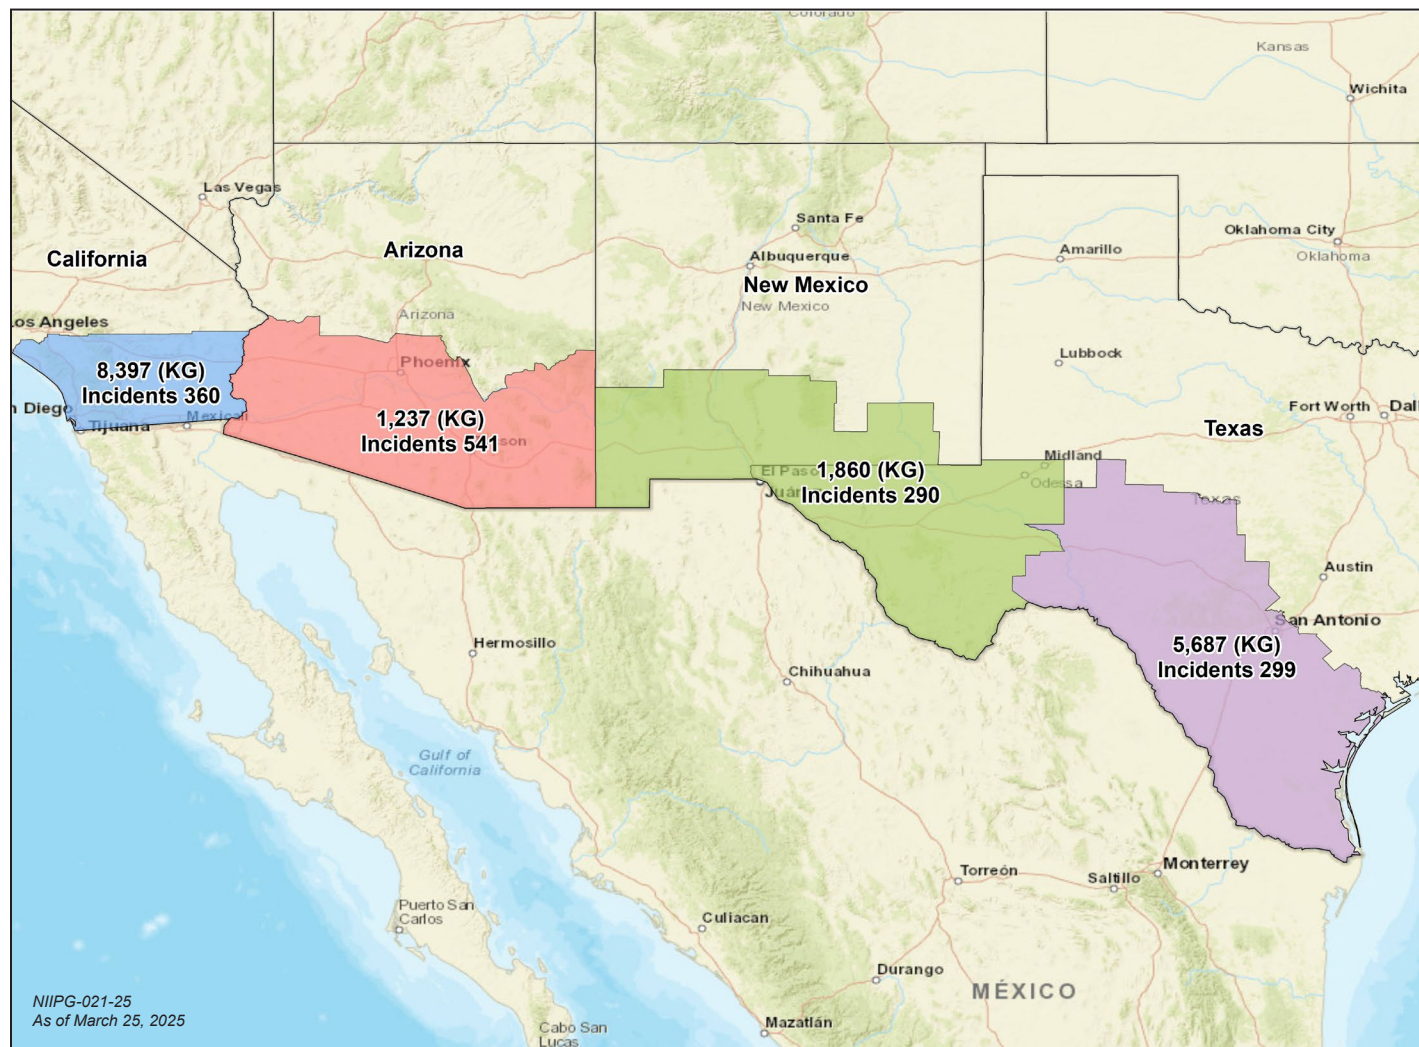 Colorado
Kansas
Wichita
Las Vegas
Santa Fe
Oklahoma City
Oklahoma
California
Arizona
Albuquerque
Amarillo
New Mexico
New Mexico
Los Angeles
Arizona
Lubbock
8,397 (KG)
Incidents 360
Phoenix
n Diego
Tijuana
Mexicali
1,237 (KG)
Incidents 541
son
Fort Worth
Dal
Texas
Midland
Odessa
El Paso
Juárez
1,860 (KG)
Incidents 290
Texas
Austin
San Antonio
5,687 (KG)
Incidents 299
Hermosillo
Chihuahua
Gulf of
California
Monterrey
Torreón
Saltillo
Puerto San
Carlos
Culiacan
Durango
MÉXICO
NIIPG-021-25
As of March 25, 2025
Cabo San
Lucas
Mazatlán